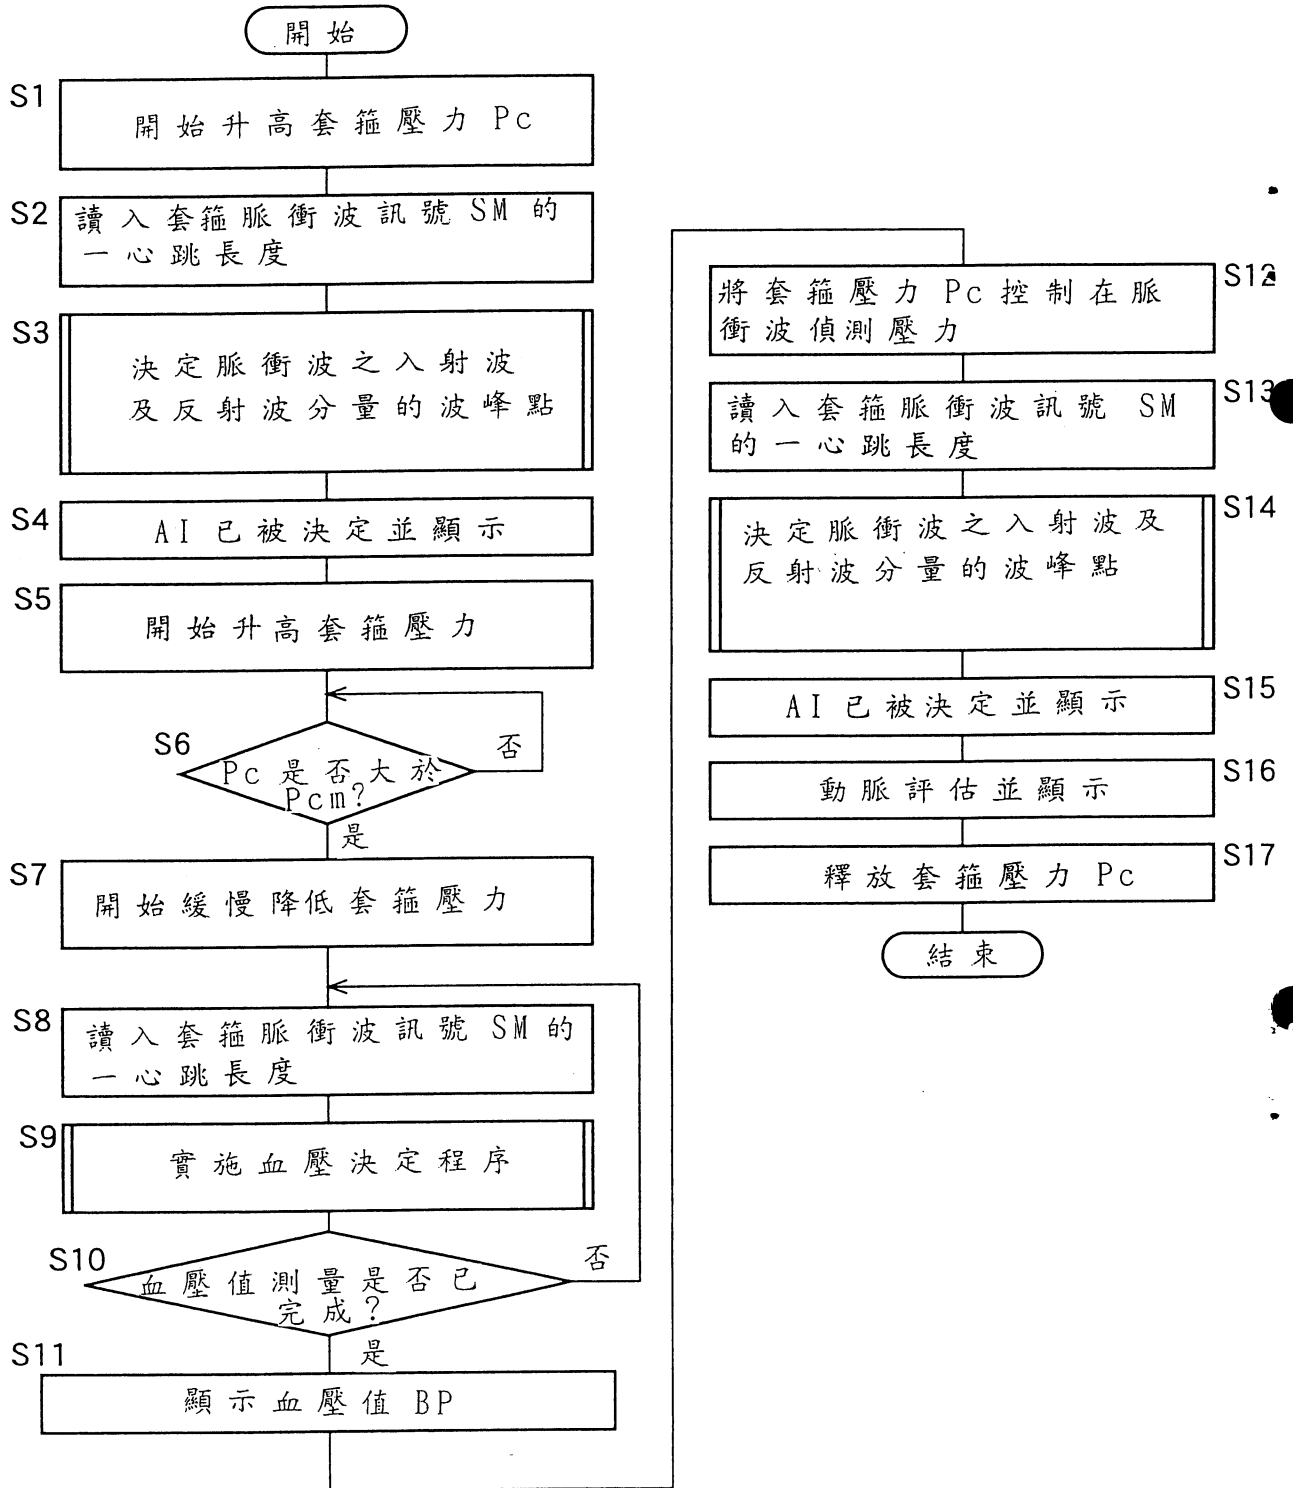 開始
S1
開始升高套箍壓力 Pc
S2
讀入套箍脈衝波訊號 SM 的
一心跳長度
S3
決定脈衝波之入射波
及反射波分量的波峰點
S4
AI 已被決定並顯示
S5
開始升高套箍壓力
S6
Pc 是否大於
Pcm?
否
是
S7
開始緩慢降低套箍壓力
S8
讀入套箍脈衝波訊號 SM 的
一心跳長度
S9
實施血壓決定程序
S10
血壓值測量是否已
完成?
否
是
S11
顯示血壓值 BP
S12
將套箍壓力 Pc 控制在脈
衝波偵測壓力
S13
讀入套箍脈衝波訊號 SM
的一心跳長度
S14
決定脈衝波之入射波及
反射波分量的波峰點
S15
AI 已被決定並顯示
S16
動脈評估並顯示
S17
釋放套箍壓力 Pc
結束